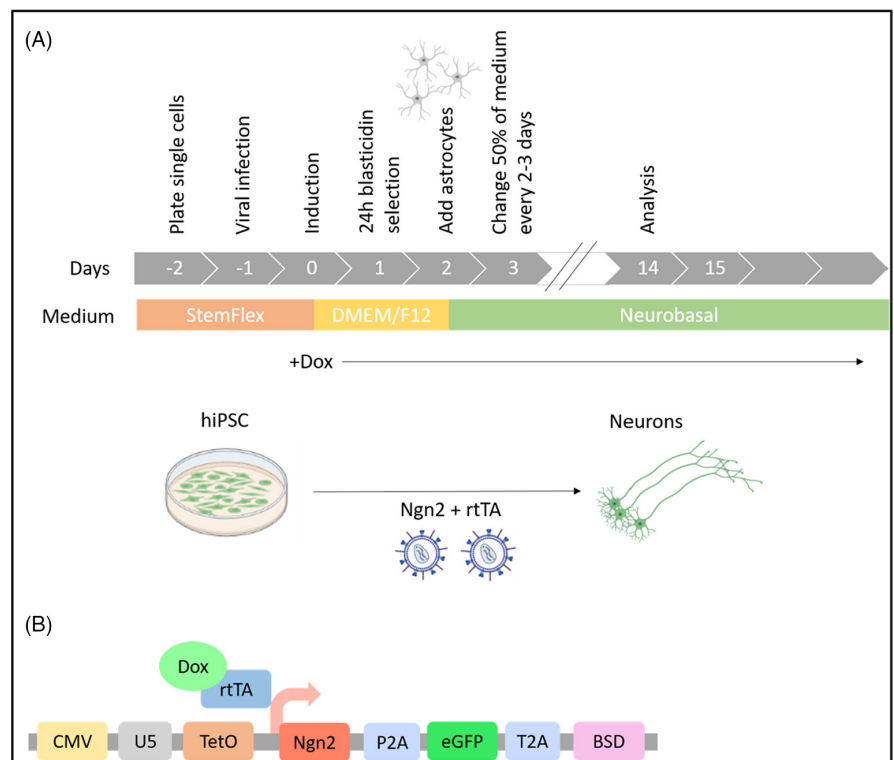 (A)
Plate single cells
Viral infection
Induction
24h blasticidin
selection
Add astrocytes
Change 50% of medium
every 2-3 days
Analysis
Days -2 -1 0 1 2 3 14 15
Medium StemFlex DMEM/F12 Neurobasal
+Dox
hiPSC Neurons
Ngn2 + rtTA
(B)
Dox
rtTA
CMV U5 TetO Ngn2 P2A eGFP T2A BSD